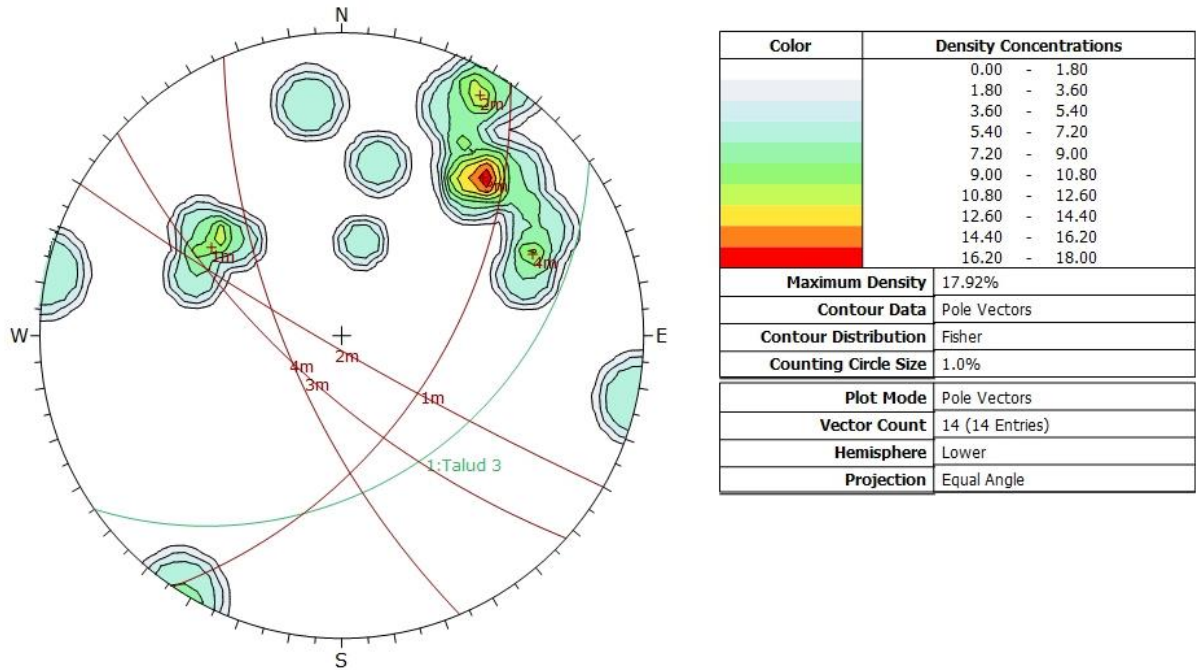 N
W
E
S
2m
m
4m
1m
2m
4m
3m
1m
1:Talud 3
Color Density Concentrations
0.00 - 1.80
1.80 - 3.60
3.60 - 5.40
5.40 - 7.20
7.20 - 9.00
9.00 - 10.80
10.80 - 12.60
12.60 - 14.40
14.40 - 16.20
16.20 - 18.00
Maximum Density 17.92%
Contour Data Pole Vectors
Contour Distribution Fisher
Counting Circle Size 1.0%
Plot Mode Pole Vectors
Vector Count 14 (14 Entries)
Hemisphere Lower
Projection Equal Angle